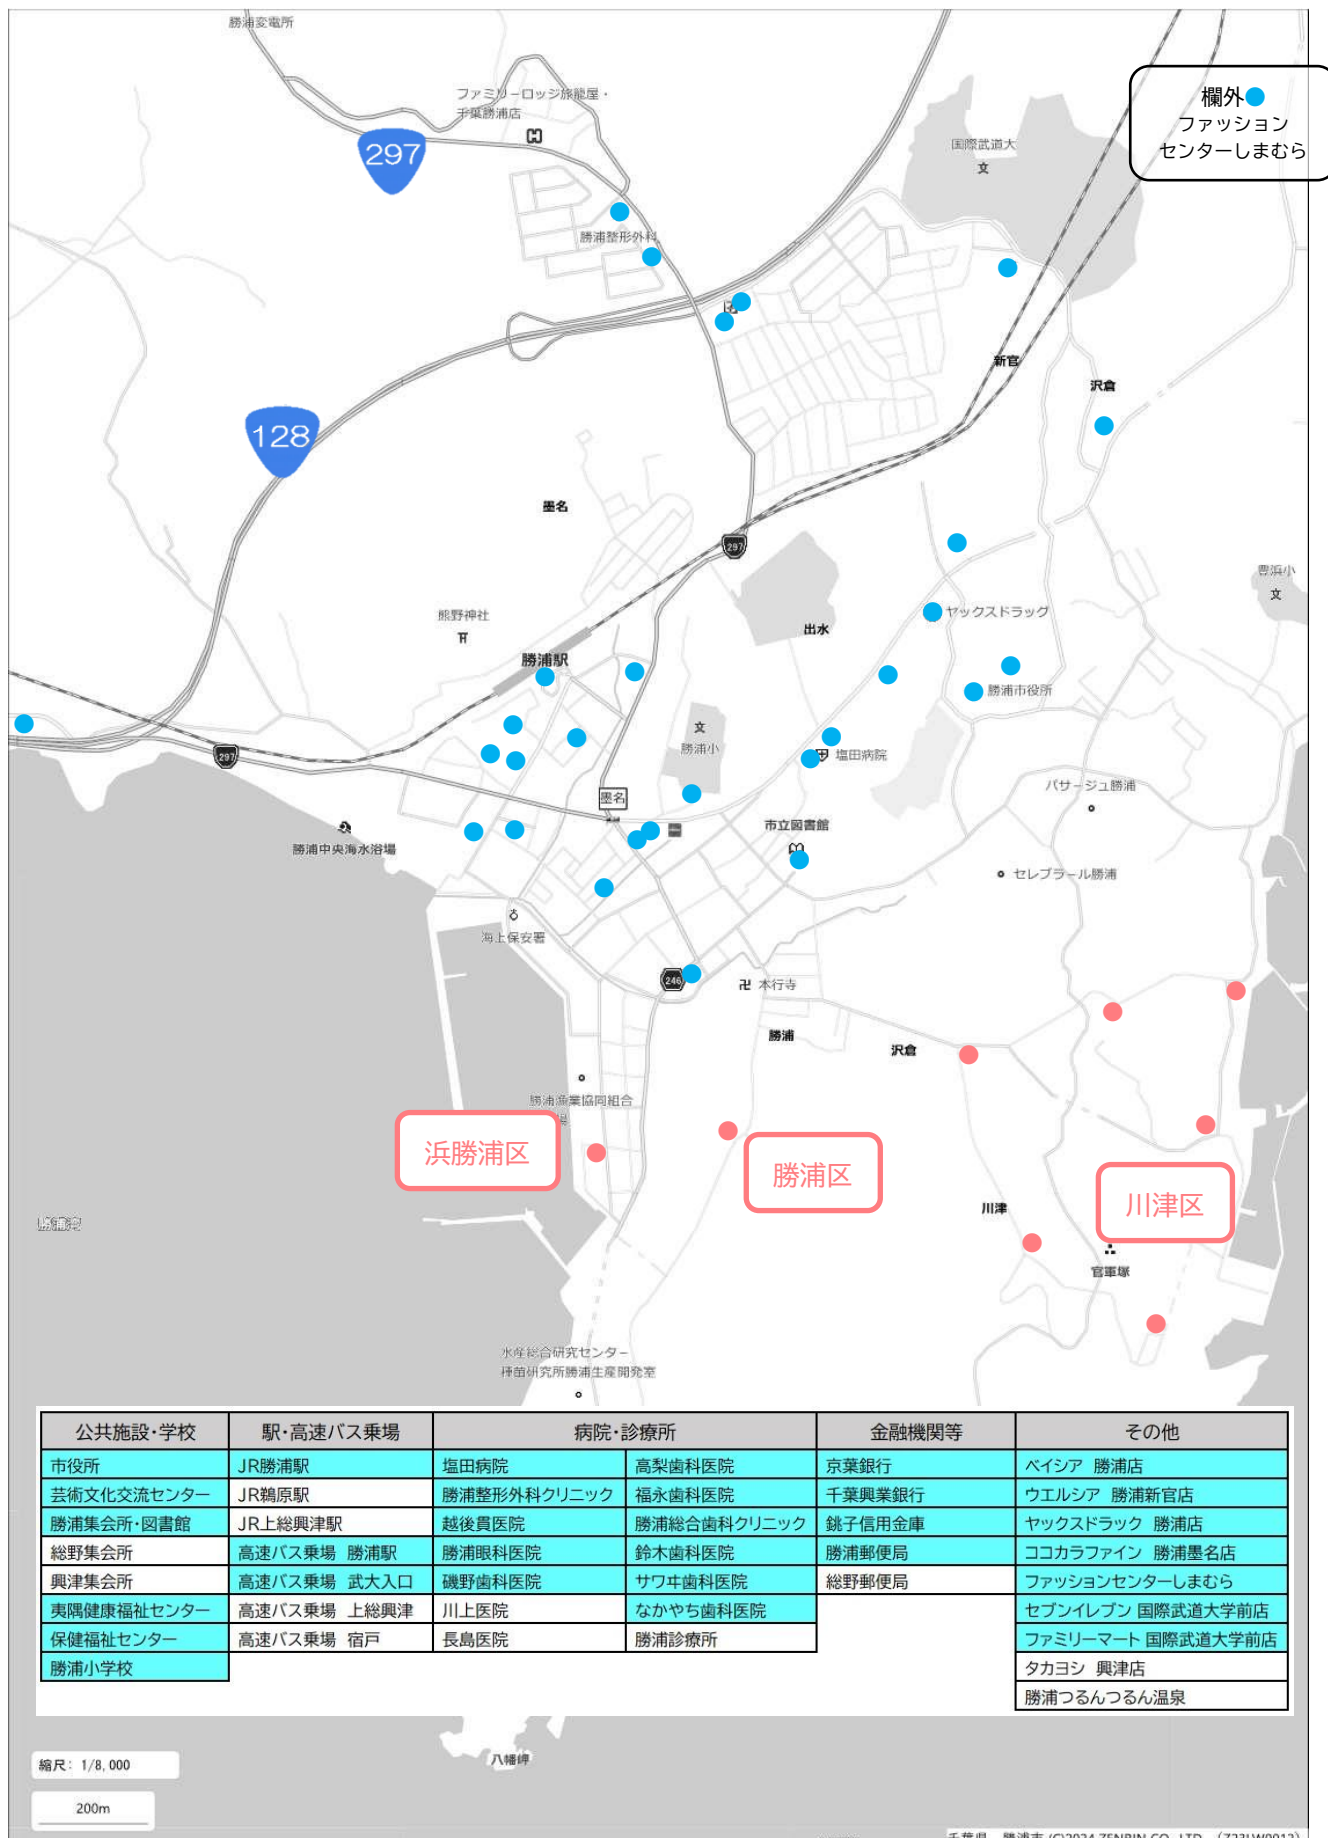 勝浦変電所
ファミリーロッジ旅籠屋・
千葉勝浦店
297
欄外
ファッション
センターしまむら
国際武道大
文
勝浦整形外科
新官
沢倉
128
墨名
297
豊浜小
文
熊野神社
出水
ヤックスドラッグ
勝浦駅
勝浦市役所
文
勝浦小
塩田病院
297
パサージュ勝浦
墨名
市立図書館
勝浦中央海水浴場
セレブラール勝浦
海上保安署
246
卍 本行寺
勝浦
沢倉
勝浦漁業協同組合
浜勝浦区
勝浦区
川津区
川津
勝浦湾
官軍塚
水産総合研究センター
種苗研究所勝浦生産開発室
公共施設・学校 駅・高速バス乗場 病院・診療所 金融機関等 その他
市役所 JR勝浦駅 塩田病院 高梨歯科医院 京葉銀行 ベイシア 勝浦店
芸術文化交流センター JR鵜原駅 勝浦整形外科クリニック 福永歯科医院 千葉興業銀行 ウエルシア 勝浦新官店
勝浦集会所・図書館 JR上総興津駅 越後貫医院 勝浦総合歯科クリニック 銚子信用金庫 ヤックスドラック 勝浦店
総野集会所 高速バス乗場 勝浦駅 勝浦眼科医院 鈴木歯科医院 勝浦郵便局 ココカラファイン 勝浦墨名店
興津集会所 高速バス乗場 武大入口 磯野歯科医院 サワヰ歯科医院 総野郵便局 ファッションセンターしまむら
夷隅健康福祉センター 高速バス乗場 上総興津 川上医院 なかやち歯科医院 セブンイレブン 国際武道大学前店
保健福祉センター 高速バス乗場 宿戸 長島医院 勝浦診療所 ファミリーマート 国際武道大学前店
勝浦小学校 タカヨシ 興津店
勝浦つるんつるん温泉
八幡岬
縮尺： 1/8,000
200m